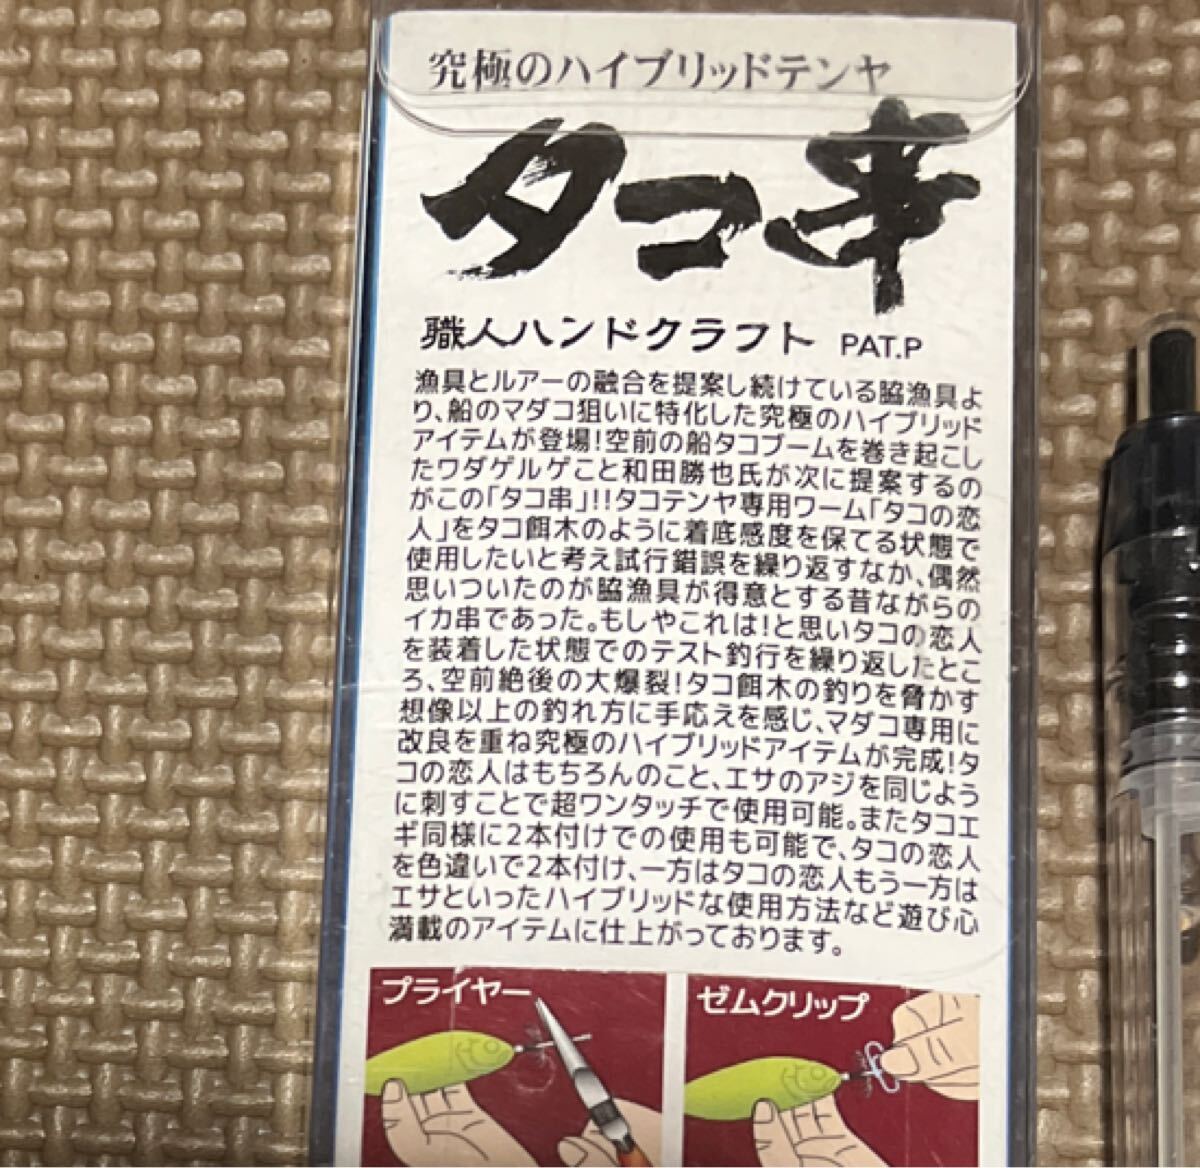 究極のハイブリッドテンヤ
タコ串
職人ハンドクラフト PAT.P
漁具とルアーの融合を提案し続けている脇漁具よ
り、船のマダコ狙いに特化した究極のハイブリッド
アイテムが登場！空前の船タコブームを巻き起こし
たワダゲルゲこと和田勝也氏が次に提案するの
がこの「タコ串」！！タコテンヤ専用ワーム「タコの恋
人」をタコ餌木のように着底感度を保てる状態で
使用したいと考え試行錯誤を繰り返すなか、偶然
思いついたのが脇漁具が得意とする昔ながらの
イカ串であった。もしやこれは！と思いタコの恋人
を装着した状態でのテスト釣行を繰り返したとこ
ろ、空前絶後の大爆裂！タコ餌木の釣りを脅かす
想像以上の釣れ方に手応えを感じ、マダコ専用に
改良を重ね究極のハイブリッドアイテムが完成！タ
コの恋人はもちろんのこと、エサのアジを同じよう
に刺すことで超ワンタッチで使用可能。またタコエ
ギ同様に2本付けでの使用も可能で、タコの恋人
を色違いで2本付け、一方はタコの恋人もう一方は
エサといったハイブリッドな使用方法など遊び心
満載のアイテムに仕上がっております。
プライヤー
ゼムクリップ